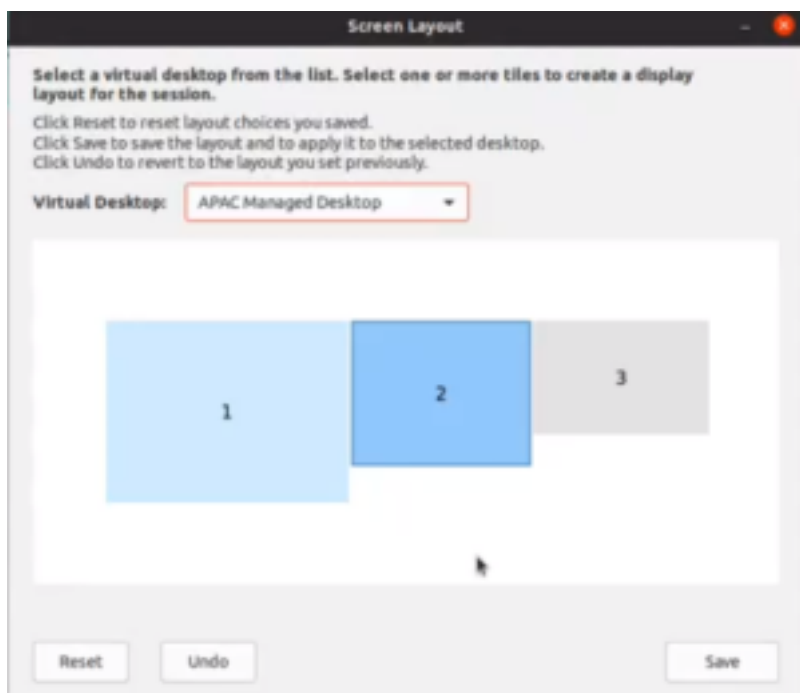 Screen Layout
Select a virtual desktop from the list. Select one or more tiles to create a display
layout for the session.
Click Reset to reset layout choices you saved.
Click Save to save the layout and to apply it to the selected desktop.
Click Undo to revert to the layout you set previously.
Virtual Desktop: APAC Managed Desktop
1 2 3
Reset Undo Save